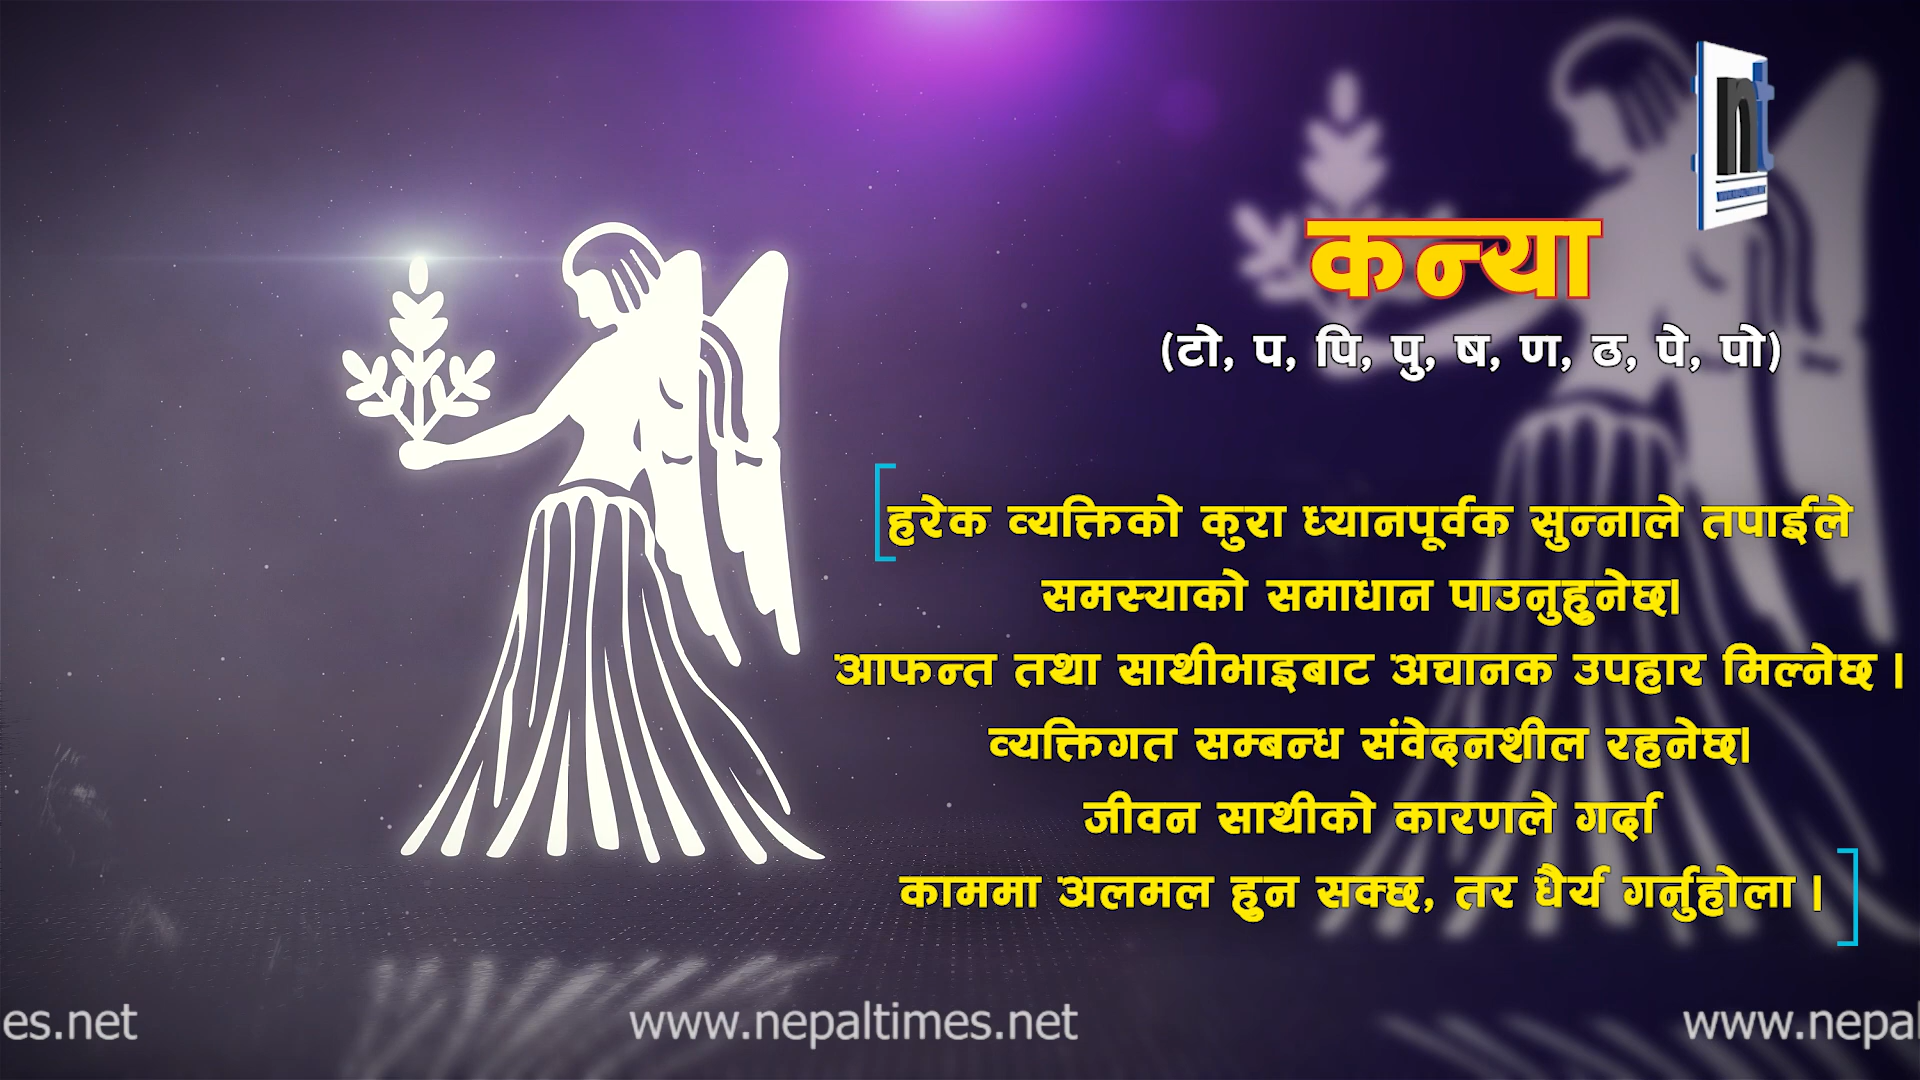 nt
कन्या
(टो, प, पि, पु, ष, ण, ठ, पे, पो)
हरेक व्यक्तिको कुरा ध्यानपूर्वक सुन्नाले तपाईले
समस्याको समाधान पाउनुहुनेछ।
आफन्त तथा साथीभाइबाट अचानक उपहार मिल्नेछ ।
व्यक्तिगत सम्बन्ध संवेदनशील रहनेछ।
जीवन साथीको कारणले गर्दा
काममा अलमल हुन सक्छ, तर धैर्य गर्नुहोला ।
es.net www.nepaltimes.net www.nepal